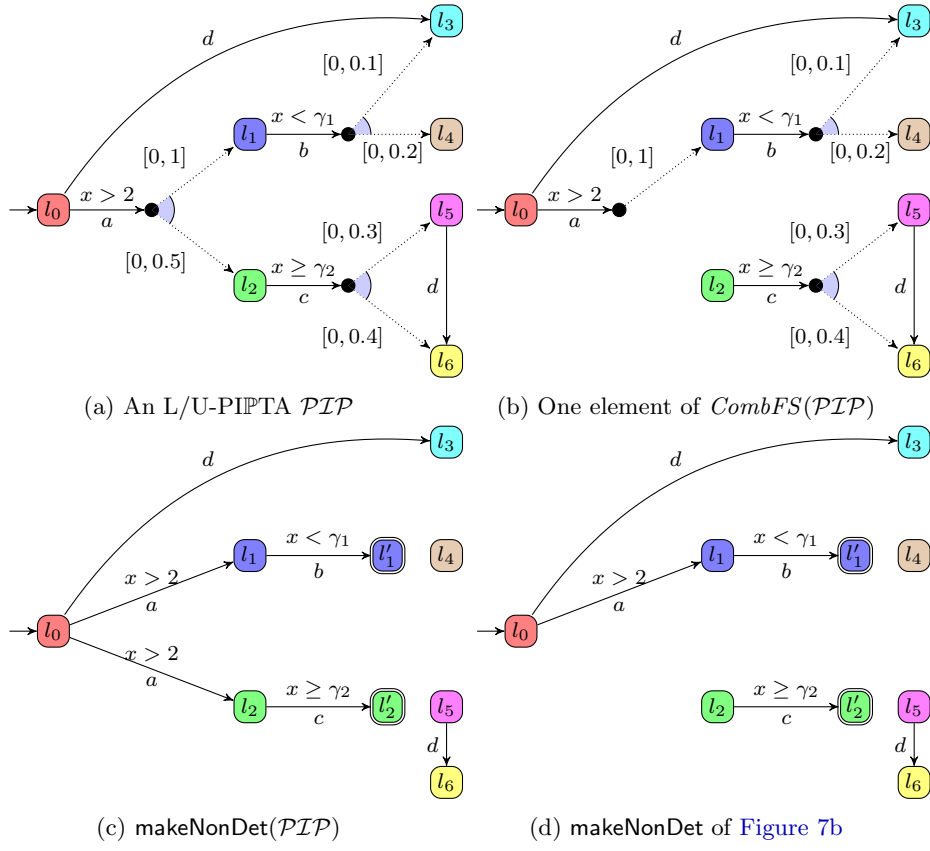 l₃
d
[0, 0.1]
l₁
x < γ₁
b
l₄
[0, 0.2]
[0, 1]
l₀
x > 2
a
[0, 0.5]
l₅
[0, 0.3]
l₂
x ≥ γ₂
c
d
[0, 0.4]
l₆
(a) An L/U-PIℙTA 𝒫ℐ𝒫
l₃
d
[0, 0.1]
l₁
x < γ₁
b
l₄
[0, 0.2]
[0, 1]
l₀
x > 2
a
l₅
[0, 0.3]
l₂
x ≥ γ₂
c
d
[0, 0.4]
l₆
(b) One element of CombFS(𝒫ℐ𝒫)
l₃
d
l₁
x < γ₁
b
l′₁
l₄
x > 2
a
l₀
x > 2
a
l₂
x ≥ γ₂
c
l′₂
l₅
d
l₆
(c) makeNonDet(𝒫ℐ𝒫)
l₃
d
l₁
x < γ₁
b
l′₁
l₄
x > 2
a
l₀
l₂
x ≥ γ₂
c
l′₂
l₅
d
l₆
(d) makeNonDet of Figure 7b